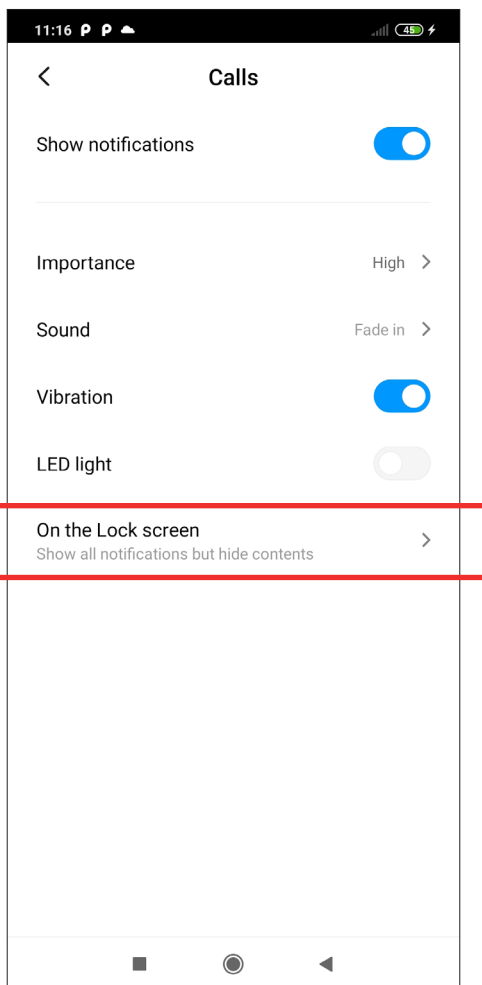 11:16
45
Calls
Show notifications
Importance
High
Sound
Fade in
Vibration
LED light
On the Lock screen
Show all notifications but hide contents